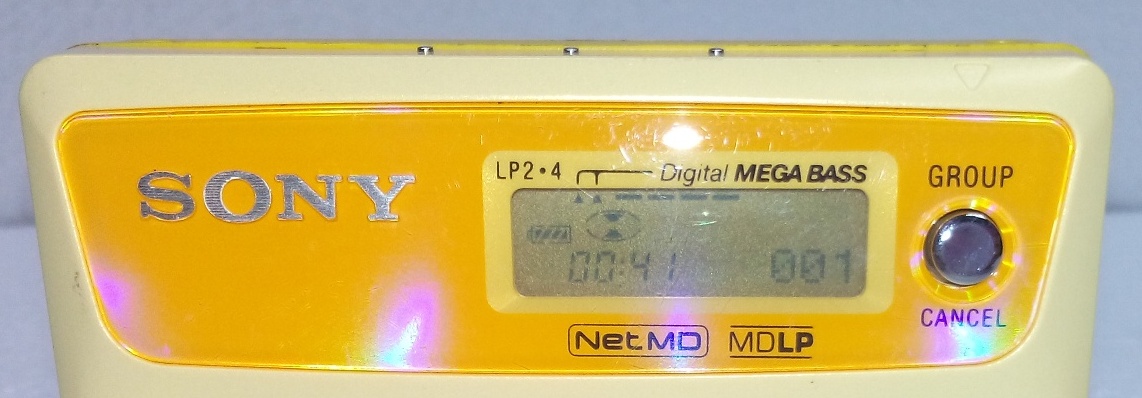 SONY
LP2•4 Digital MEGA BASS
00:41 001
GROUP
CANCEL
NetMD MDLP